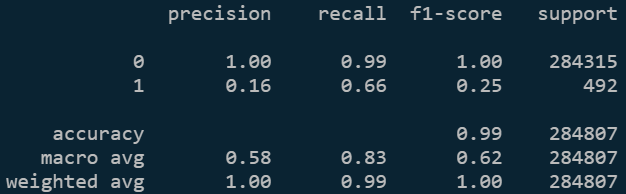 precision recall f1-score support
0 1.00 0.99 1.00 284315
1 0.16 0.66 0.25 492
accuracy 0.99 284807
macro avg 0.58 0.83 0.62 284807
weighted avg 1.00 0.99 1.00 284807